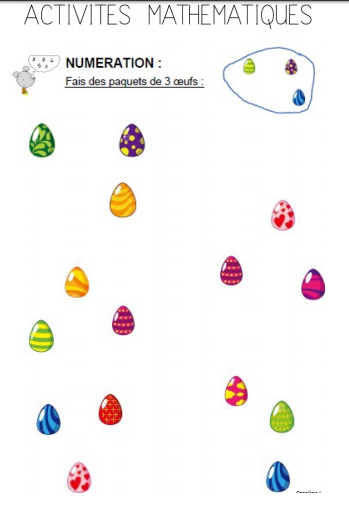 ACTIVITES MATHEMATIQUES
NUMERATION :
Fais des paquets de 3 œufs :